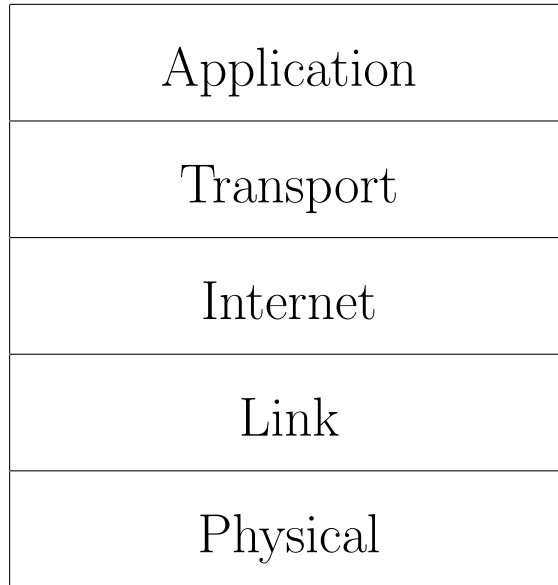 Application
Transport
Internet
Link
Physical